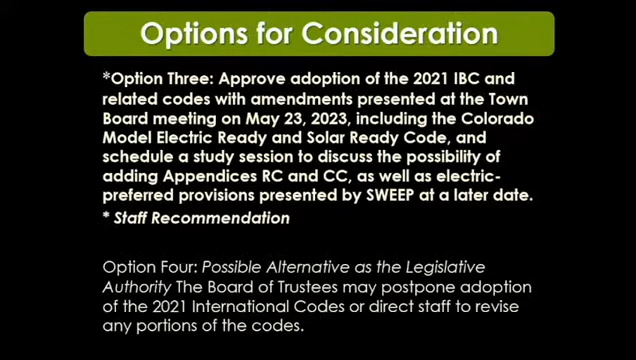 Options for Consideration
*Option Three: Approve adoption of the 2021 IBC and
related codes with amendments presented at the Town
Board meeting on May 23, 2023, including the Colorado
Model Electric Ready and Solar Ready Code, and
schedule a study session to discuss the possibility of
adding Appendices RC and CC, as well as electric-
preferred provisions presented by SWEEP at a later date.
* Staff Recommendation
Option Four: Possible Alternative as the Legislative
Authority The Board of Trustees may postpone adoption
of the 2021 International Codes or direct staff to revise
any portions of the codes.